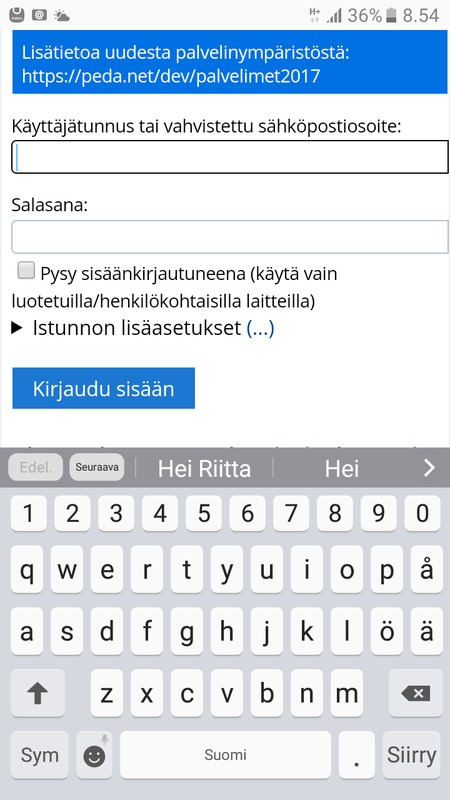 H+ 36% 8.54
Lisätietoa uudesta palvelinympäristöstä:
https://peda.net/dev/palvelimet2017
Käyttäjätunnus tai vahvistettu sähköpostiosoite:
Salasana:
Pysy sisäänkirjautuneena (käytä vain
luotetuilla/henkilökohtaisilla laitteilla)
Istunnon lisäasetukset (...)
Kirjaudu sisään
Edel. Seuraava Hei Riitta Hei
1 2 3 4 5 6 7 8 9 0
q w e r t y u i o p å
a s d f g h j k l ö ä
z x c v b n m
Sym Suomi . Siirry